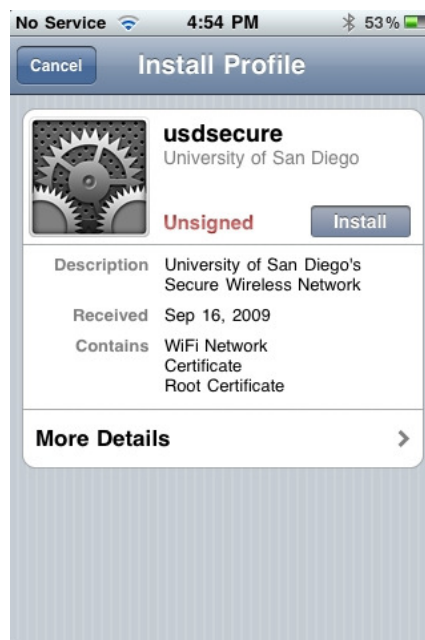 No Service 4:54 PM 53%
Cancel Install Profile
usdsecure
University of San Diego
Unsigned Install
Description University of San Diego's
Secure Wireless Network
Received Sep 16, 2009
Contains WiFi Network
Certificate
Root Certificate
More Details